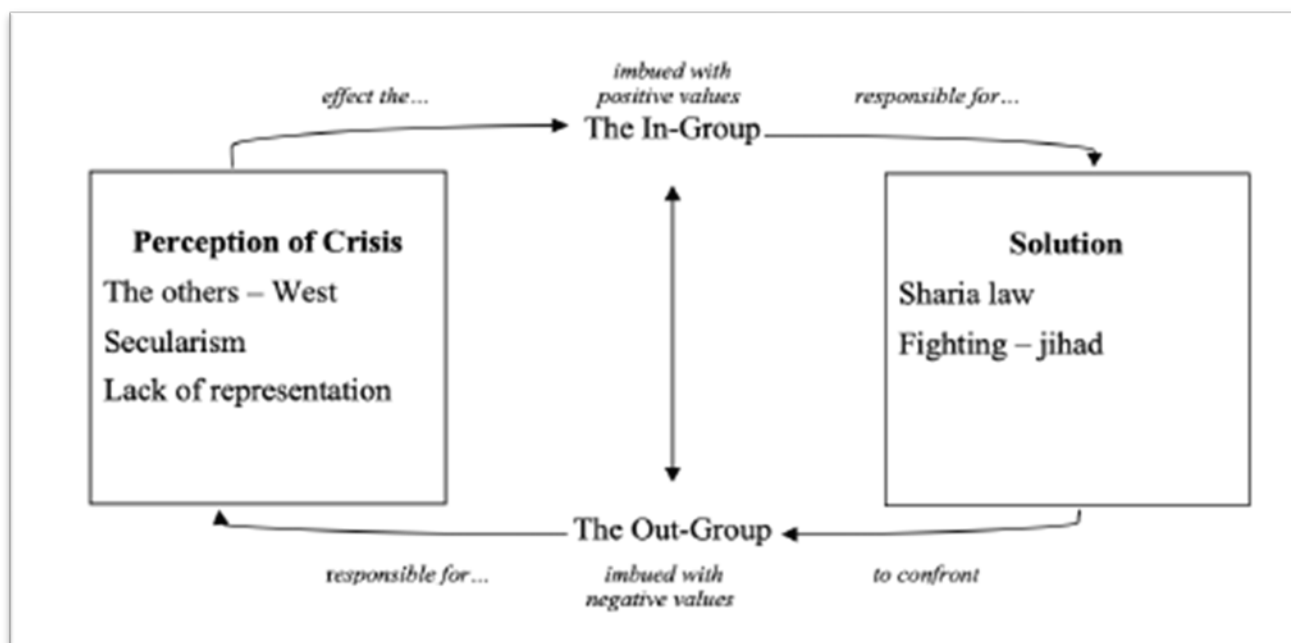 effect the...
imbued with
positive values
responsible for...
The In-Group
Perception of Crisis
The others – West
Secularism
Lack of representation
Solution
Sharia law
Fighting – jihad
The Out-Group
responsible for...
imbued with
negative values
to confront